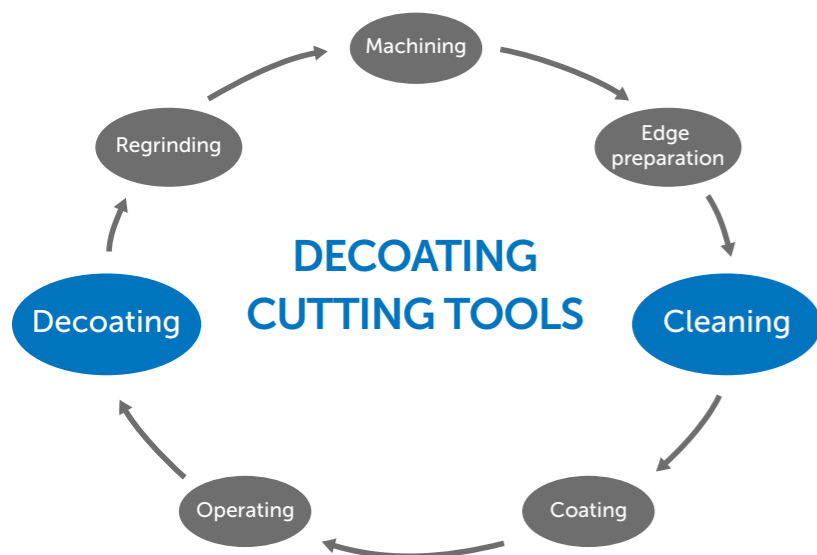 Machining
Edge
preparation
Regrinding
DECOATING
CUTTING TOOLS
Decoating
Cleaning
Operating
Coating